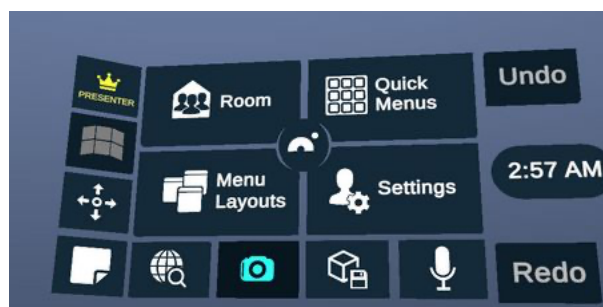 PRESENTER
Room
Quick
Menus
Undo
Menu
Layouts
Settings
2:57 AM
Redo